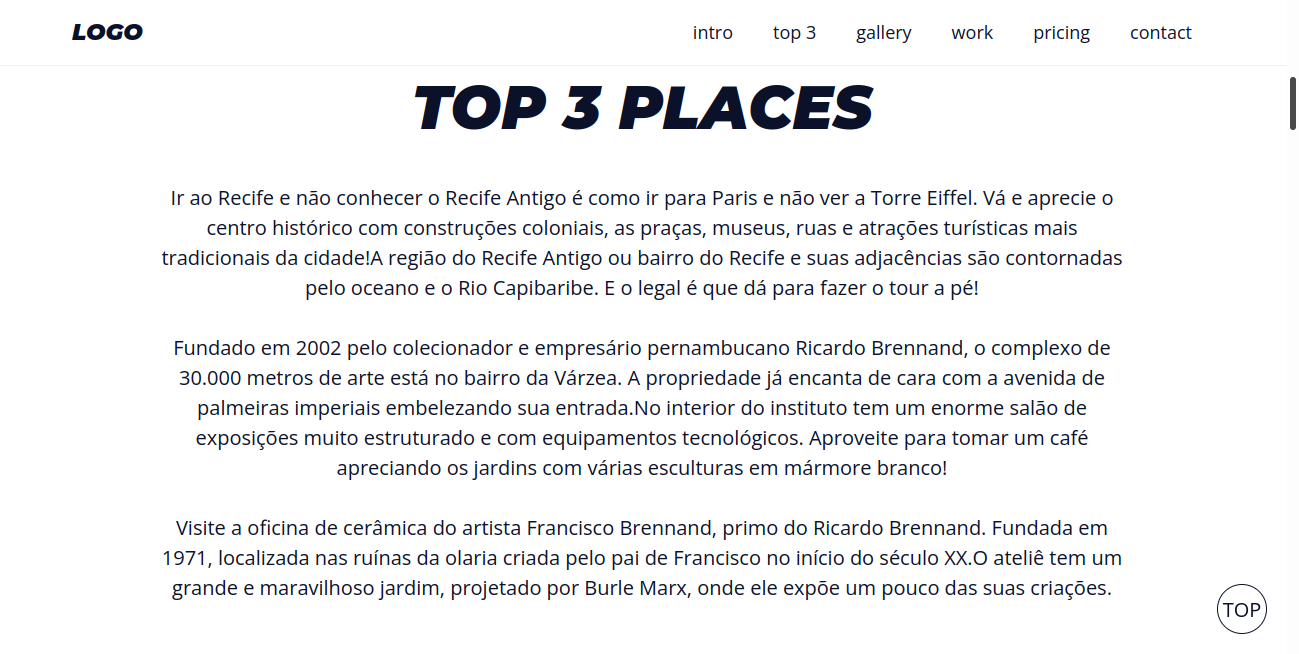 LOGO
intro
top 3
gallery
work
pricing
contact
TOP 3 PLACES
Ir ao Recife e não conhecer o Recife Antigo é como ir para Paris e não ver a Torre Eiffel. Vá e aprecie o
centro histórico com construções coloniais, as praças, museus, ruas e atrações turísticas mais
tradicionais da cidade!A região do Recife Antigo ou bairro do Recife e suas adjacências são contornadas
pelo oceano e o Rio Capibaribe. E o legal é que dá para fazer o tour a pé!
Fundado em 2002 pelo colecionador e empresário pernambucano Ricardo Brennand, o complexo de
30.000 metros de arte está no bairro da Várzea. A propriedade já encanta de cara com a avenida de
palmeiras imperiais embelezando sua entrada.No interior do instituto tem um enorme salão de
exposições muito estruturado e com equipamentos tecnológicos. Aproveite para tomar um café
apreciando os jardins com várias esculturas em mármore branco!
Visite a oficina de cerâmica do artista Francisco Brennand, primo do Ricardo Brennand. Fundada em
1971, localizada nas ruínas da olaria criada pelo pai de Francisco no início do século XX.O ateliê tem um
grande e maravilhoso jardim, projetado por Burle Marx, onde ele expõe um pouco das suas criações.
TOP